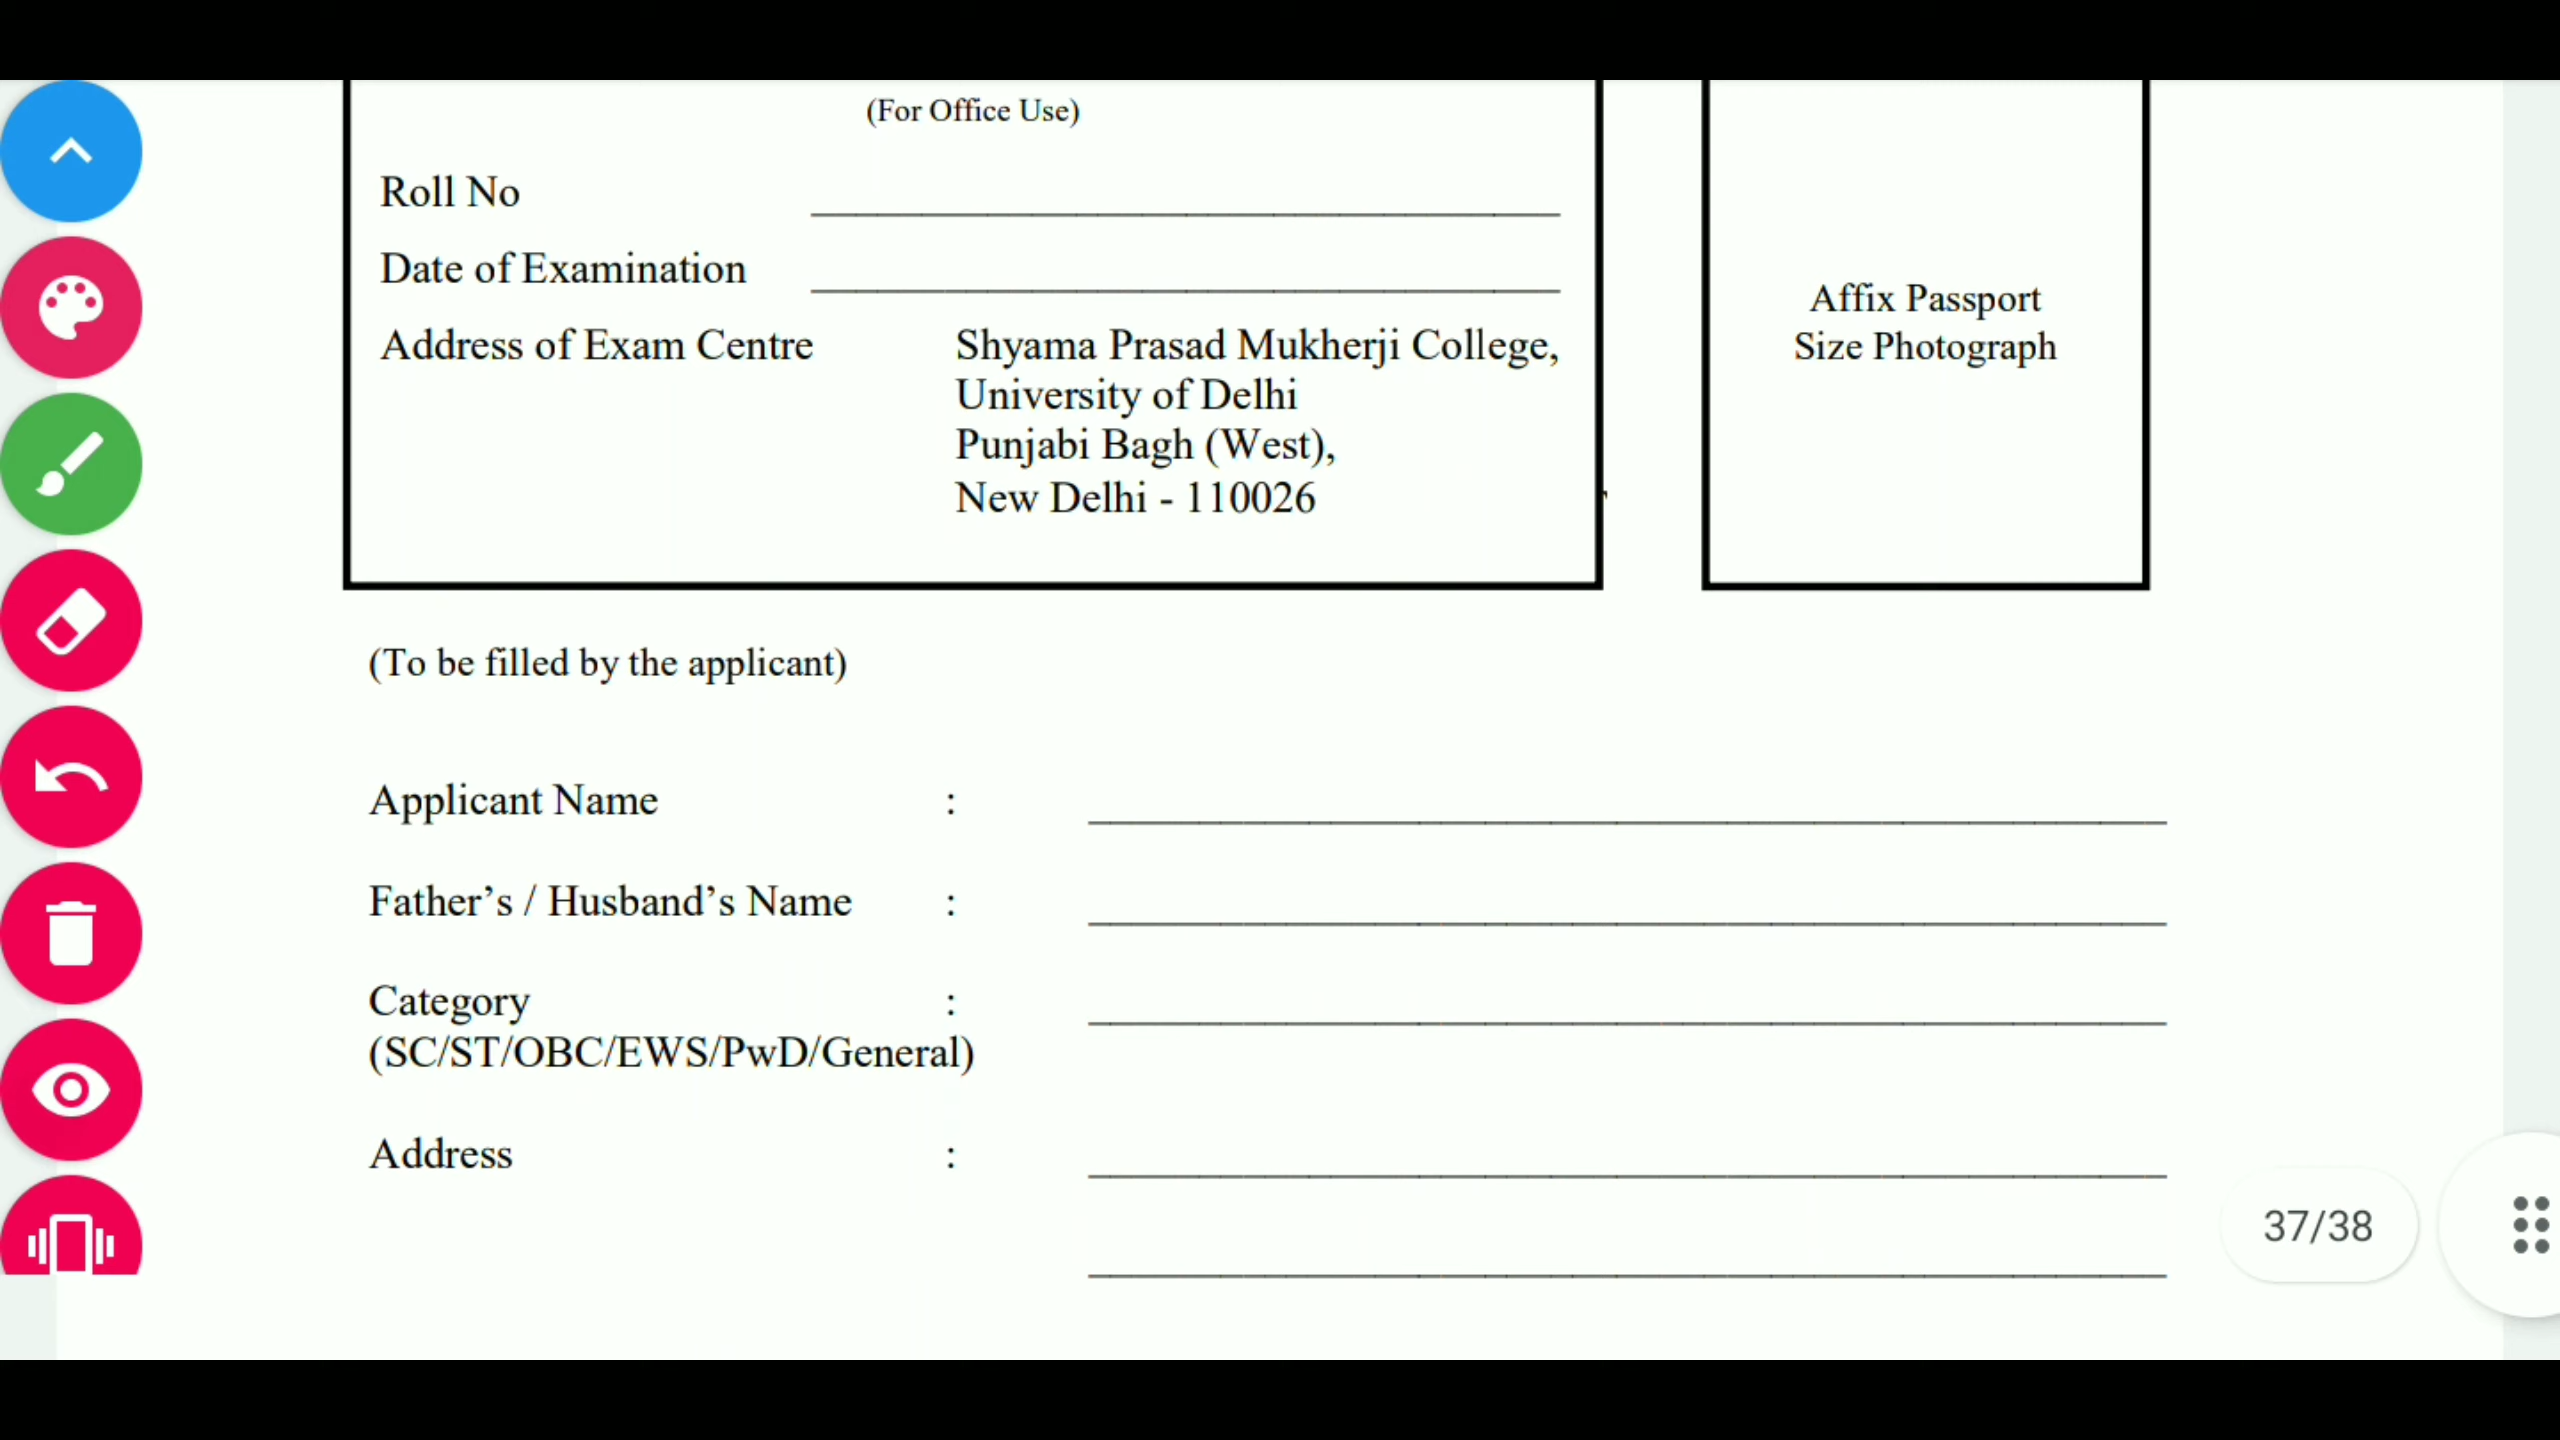 (For Office Use)
Roll No
Date of Examination
Address of Exam Centre
Shyama Prasad Mukherji College,
University of Delhi
Punjabi Bagh (West),
New Delhi - 110026
Affix Passport
Size Photograph
(To be filled by the applicant)
Applicant Name :
Father’s / Husband’s Name :
Category :
(SC/ST/OBC/EWS/PwD/General)
Address :
37/38